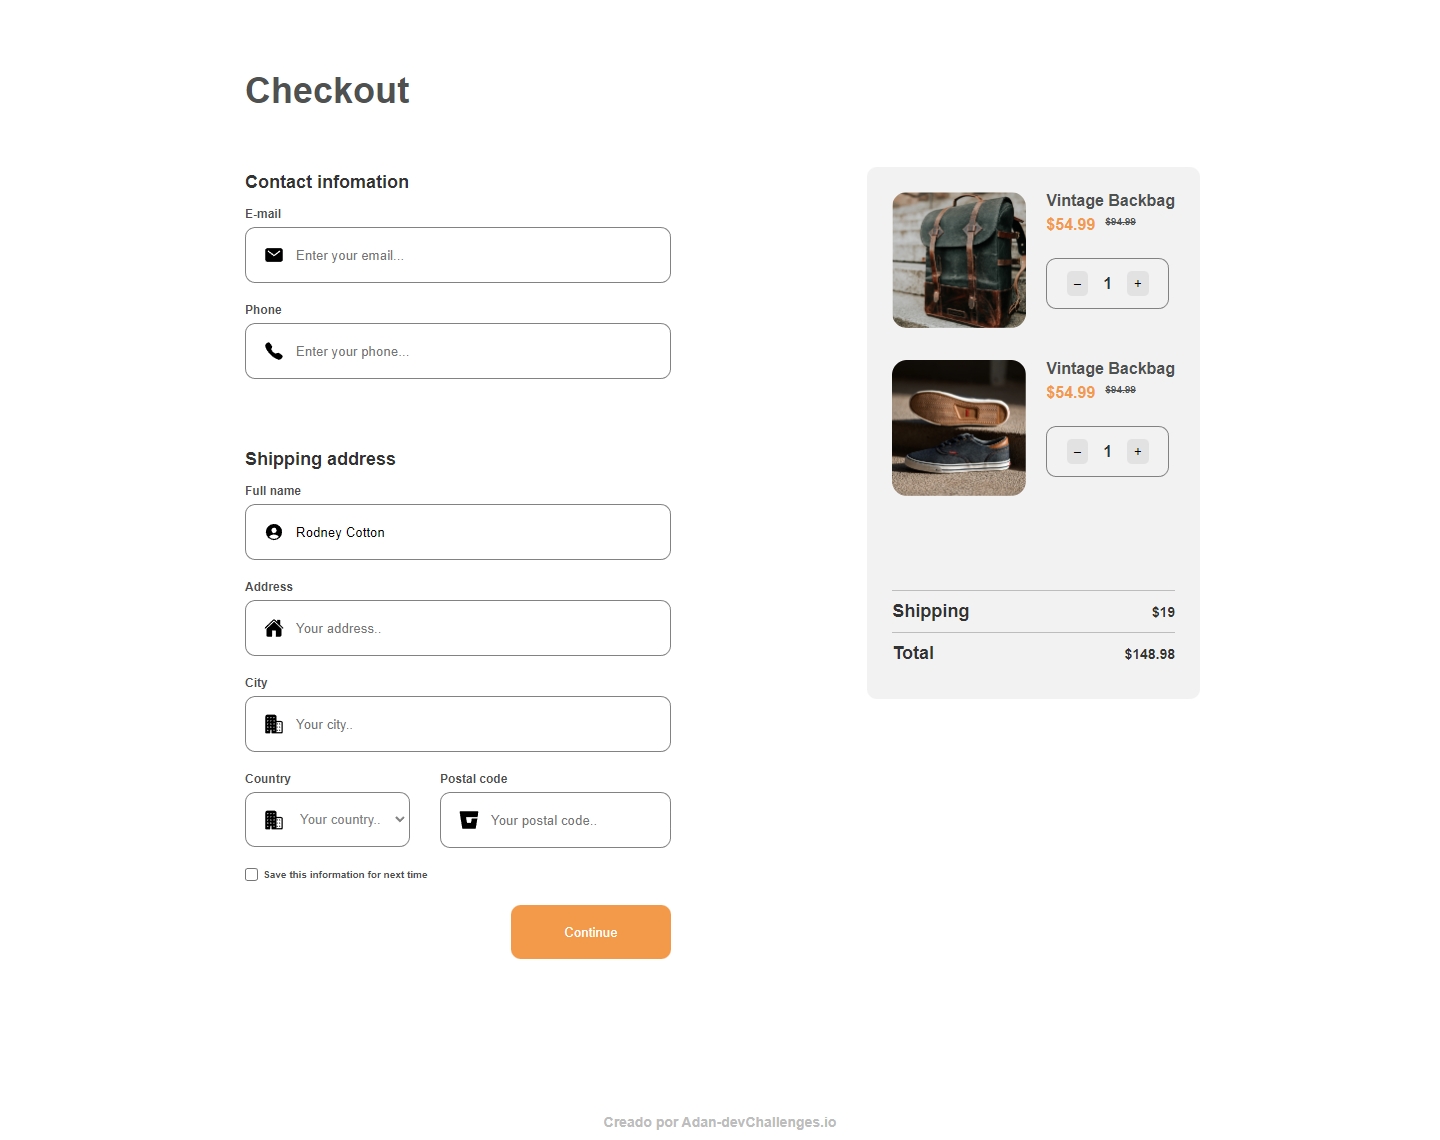 Checkout
Contact infomation
E-mail
Enter your email...
Phone
Enter your phone...
Shipping address
Full name
Rodney Cotton
Address
Your address..
City
Your city..
Country
Postal code
Your country..
Your postal code..
Save this information for next time
Continue
Vintage Backbag
$54.99 $94.99
– 1 +
Vintage Backbag
$54.99 $94.99
– 1 +
Shipping $19
Total $148.98
Creado por Adan-devChallenges.io